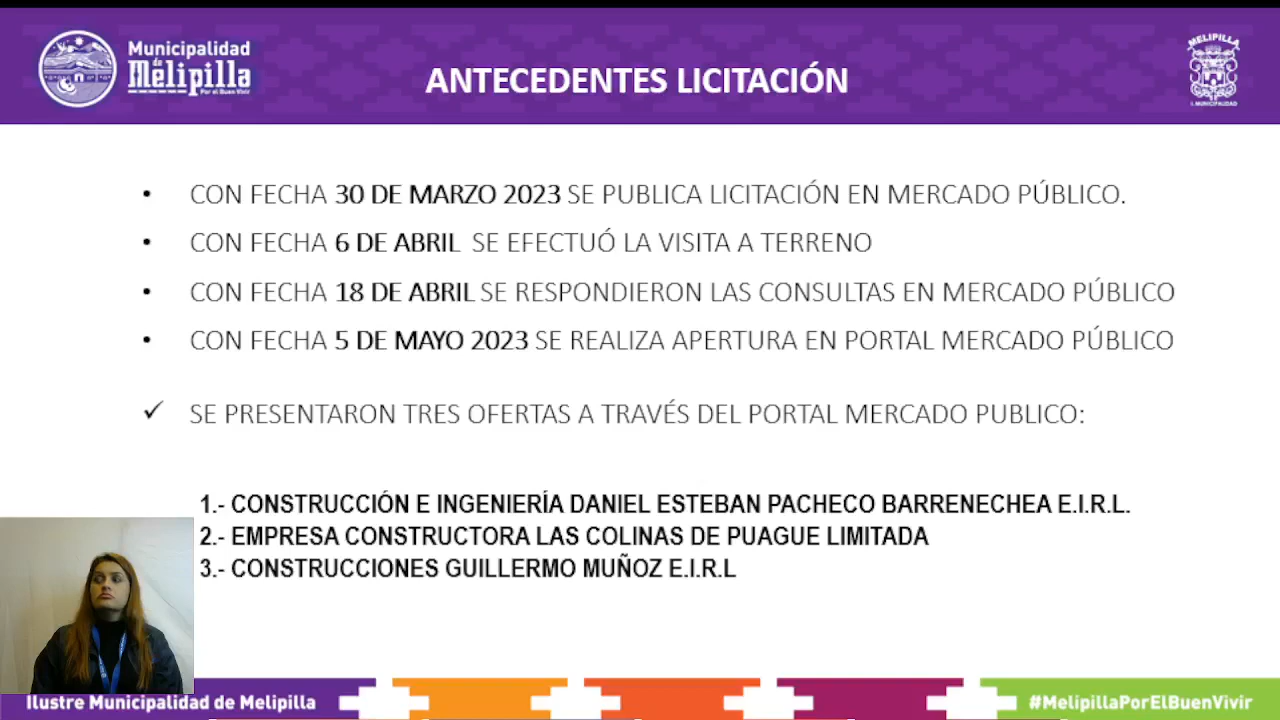 Municipalidad
de
Melipilla
Por el Buen Vivir
ANTECEDENTES LICITACIÓN
MELIPILLA
I. MUNICIPALIDAD
• CON FECHA 30 DE MARZO 2023 SE PUBLICA LICITACIÓN EN MERCADO PÚBLICO.
• CON FECHA 6 DE ABRIL SE EFECTUÓ LA VISITA A TERRENO
• CON FECHA 18 DE ABRIL SE RESPONDIERON LAS CONSULTAS EN MERCADO PÚBLICO
• CON FECHA 5 DE MAYO 2023 SE REALIZA APERTURA EN PORTAL MERCADO PÚBLICO
✓ SE PRESENTARON TRES OFERTAS A TRAVÉS DEL PORTAL MERCADO PUBLICO:
1.- CONSTRUCCIÓN E INGENIERÍA DANIEL ESTEBAN PACHECO BARRENECHEA E.I.R.L.
2.- EMPRESA CONSTRUCTORA LAS COLINAS DE PUAGUE LIMITADA
3.- CONSTRUCCIONES GUILLERMO MUÑOZ E.I.R.L
Ilustre Municipalidad de Melipilla
#MelipillaPorElBuenVivir